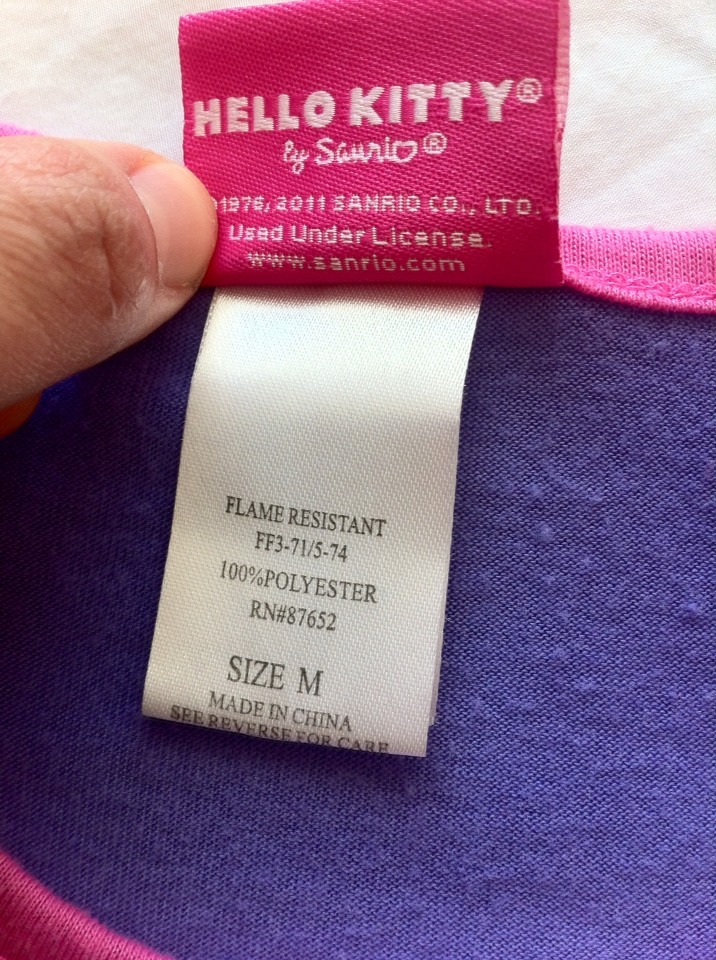 HELLO KITTY®
by Sanrio®
1976, 2011 SANRIO CO., LTD.
Used Under License.
www.sanrio.com
FLAME RESISTANT
FF3-71/5-74
100%POLYESTER
RN#87652
SIZE M
MADE IN CHINA
SEE REVERSE FOR CARE